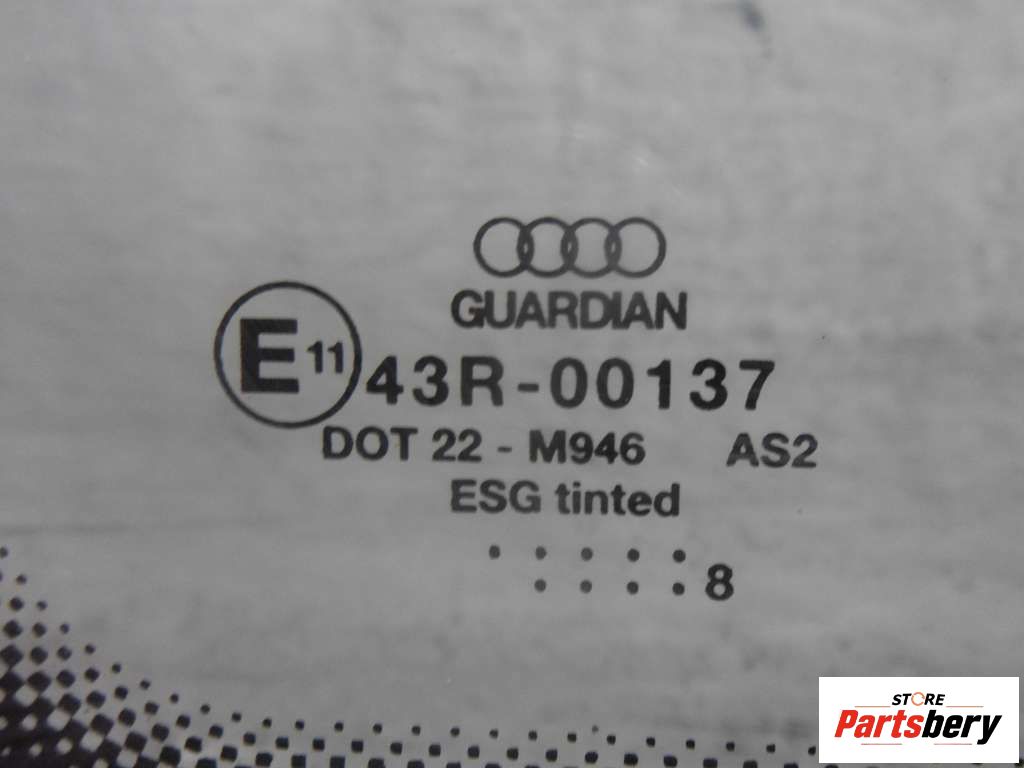 GUARDIAN
E 11 43R-00137
DOT 22 - M946 AS2
ESG tinted
. . . . .
. . . . 8
STORE
Partsbery